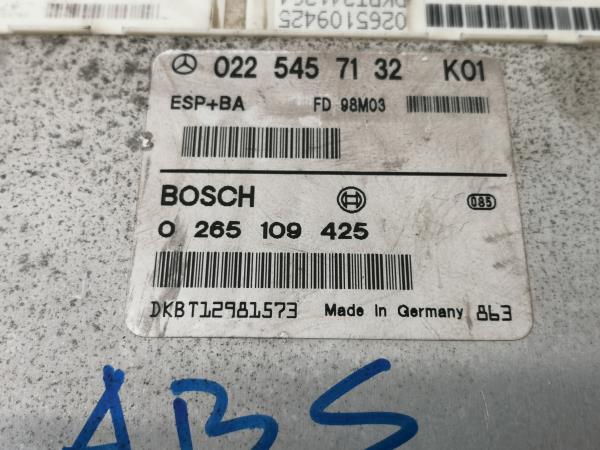 0265109425
022 545 71 32 K01
ESP+BA FD 98M03
BOSCH
085
0 265 109 425
DKBT12981573 Made in Germany 863
ABS